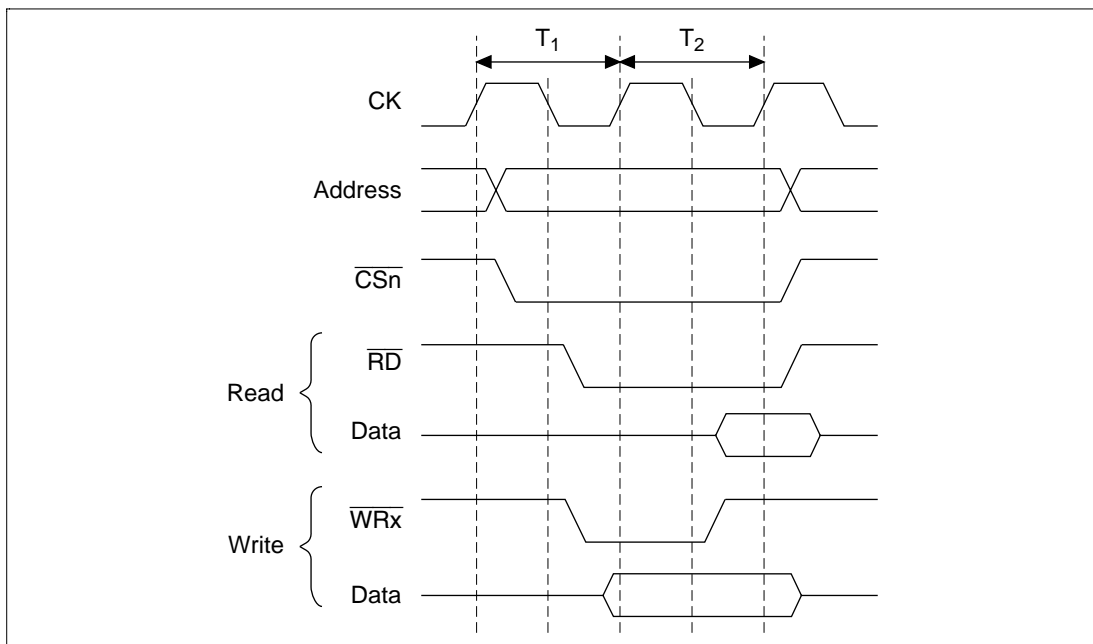 T1 T2
CK
Address
CSn
RD
Read
Data
WRx
Write
Data